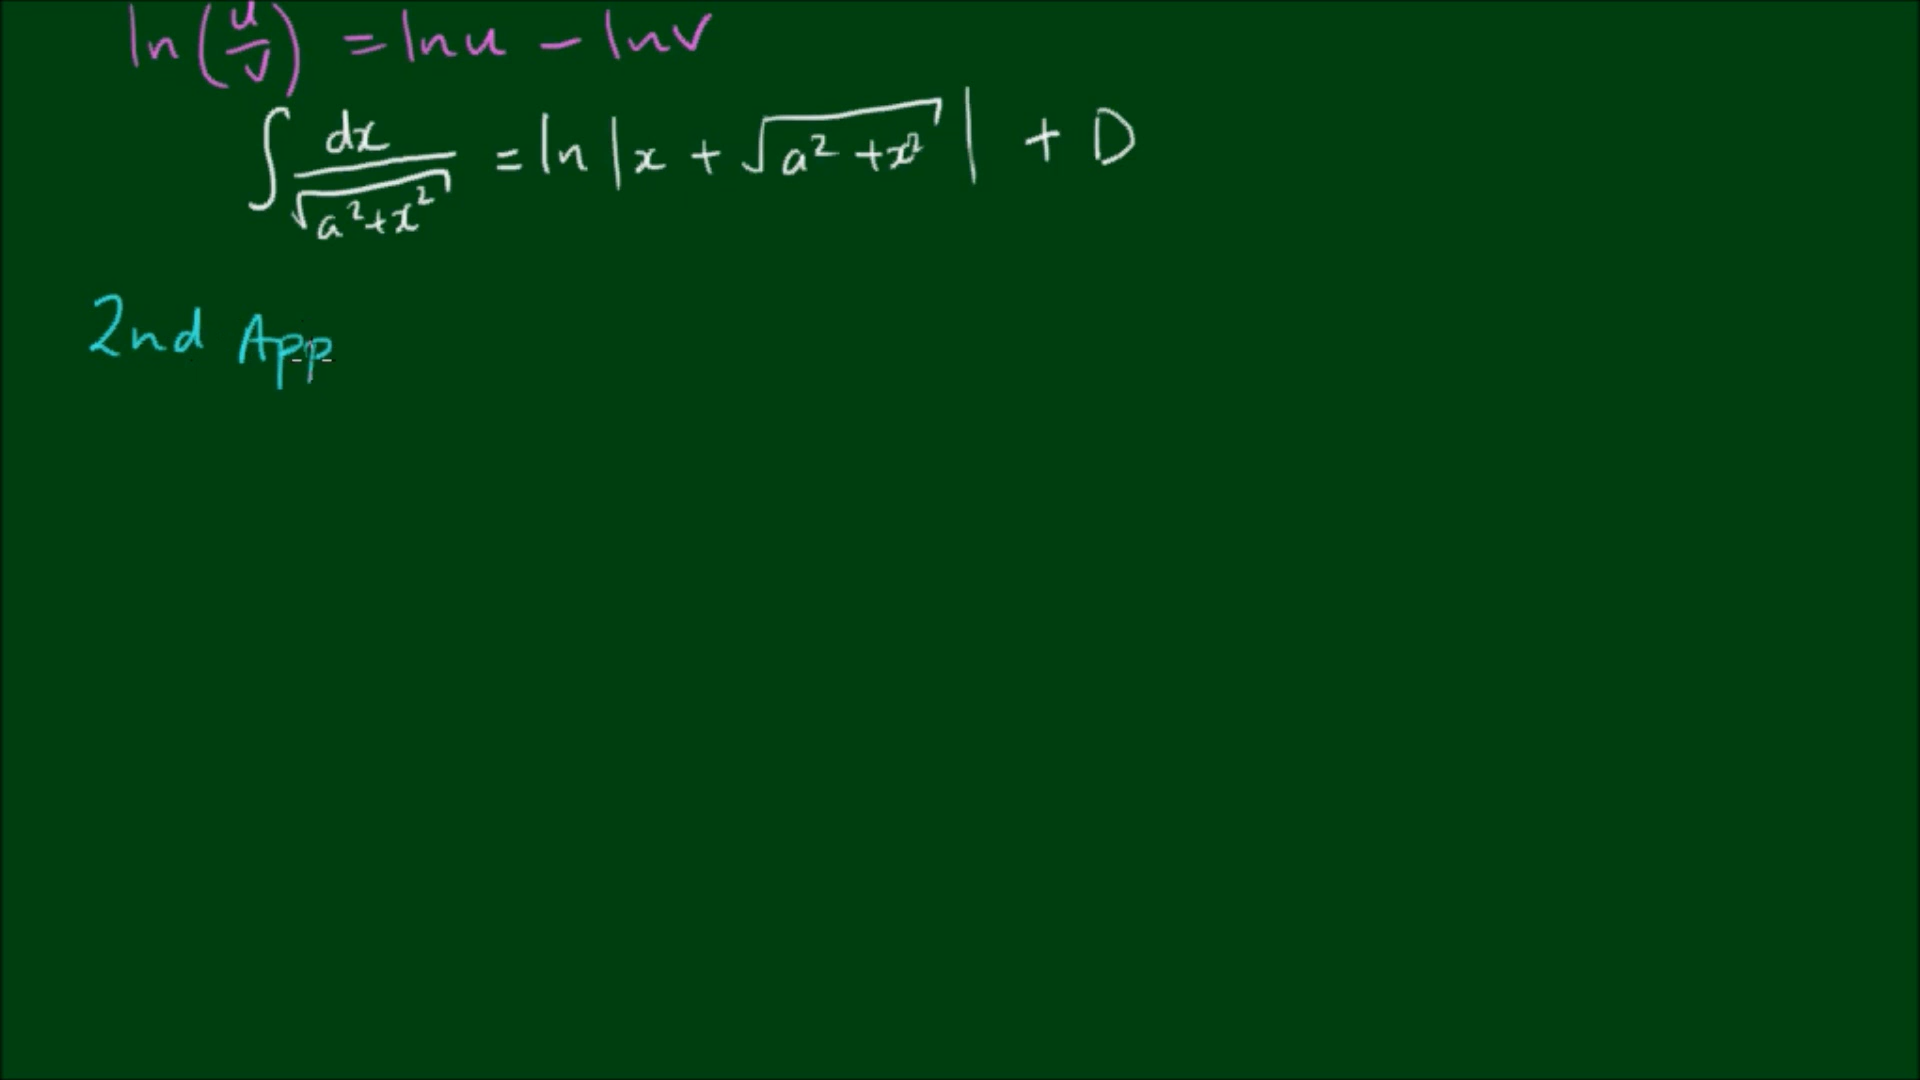 ln(u/v) = ln u - ln v
∫ dx/√(a²+x²) = ln |x + √(a²+x²)| + D
2nd App